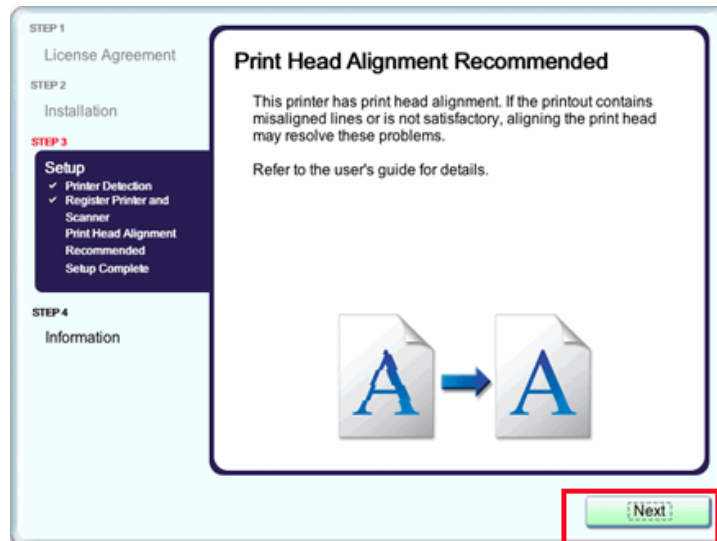 STEP 1
License Agreement
STEP 2
Installation
STEP 3
Setup
✓ Printer Detection
✓ Register Printer and
Scanner
Print Head Alignment
Recommended
Setup Complete
STEP 4
Information
Print Head Alignment Recommended
This printer has print head alignment. If the printout contains
misaligned lines or is not satisfactory, aligning the print head
may resolve these problems.
Refer to the user's guide for details.
A
A
Next